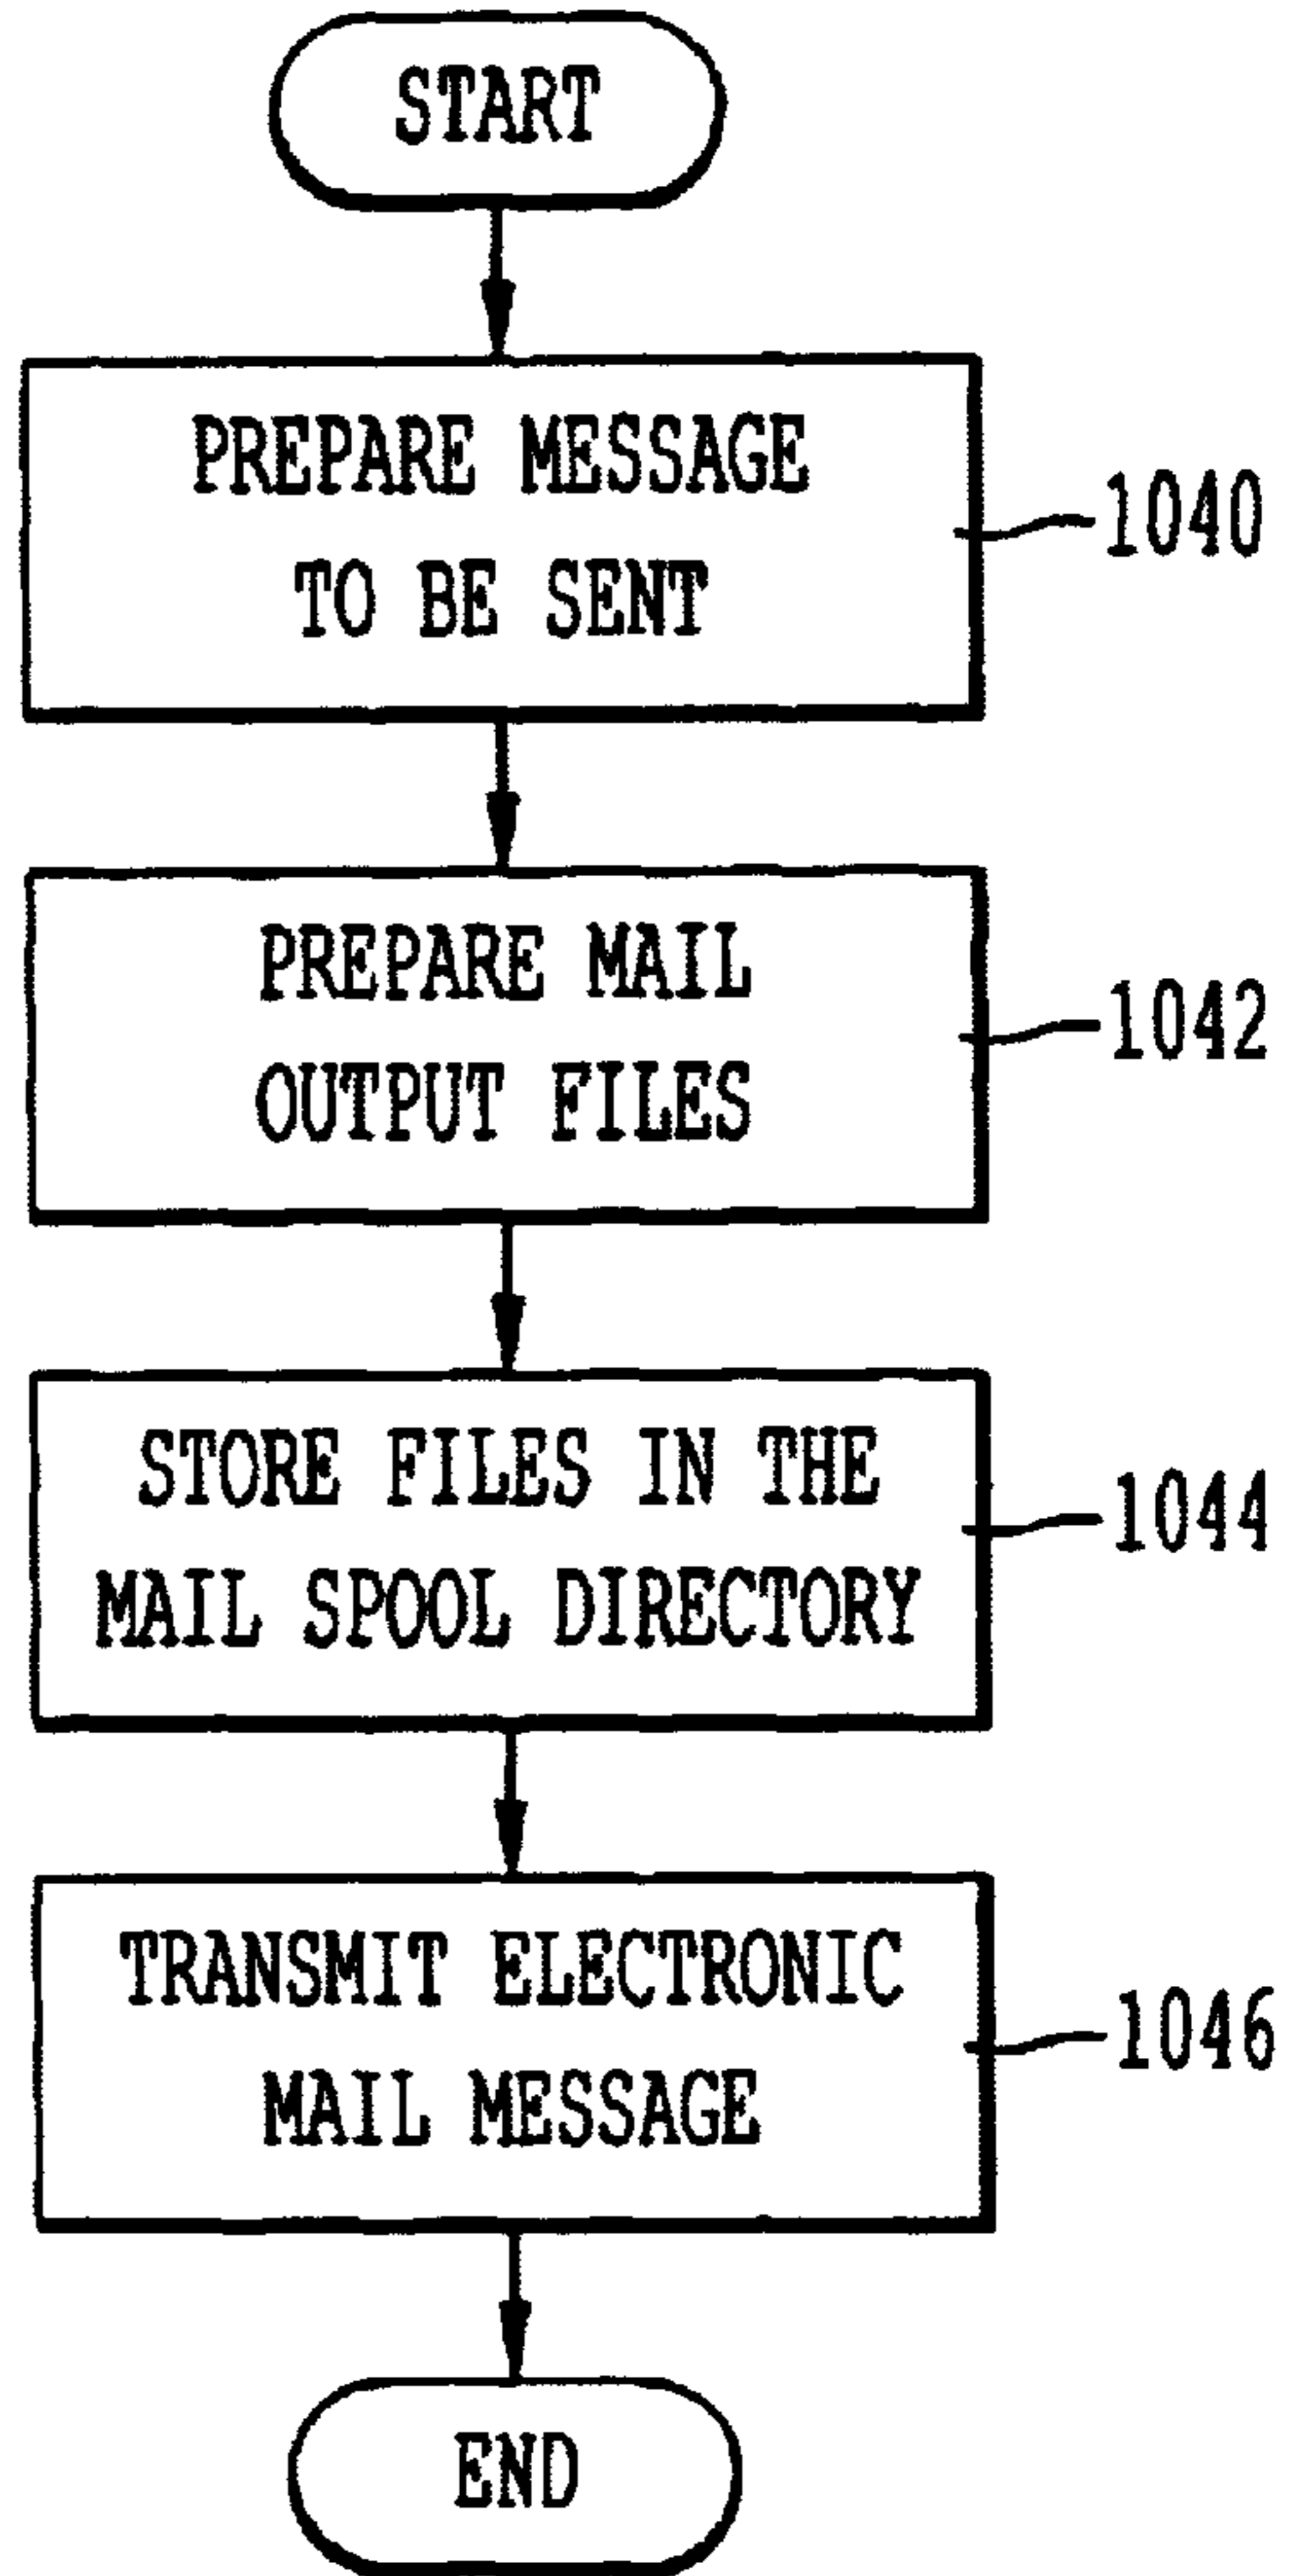 START
PREPARE MESSAGE
TO BE SENT
1040
PREPARE MAIL
OUTPUT FILES
1042
STORE FILES IN THE
MAIL SPOOL DIRECTORY
1044
TRANSMIT ELECTRONIC
MAIL MESSAGE
1046
END